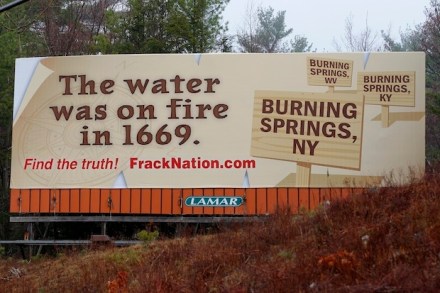 The water
was on fire
in 1669.
Find the truth! FrackNation.com
BURNING
SPRINGS,
WV
BURNING
SPRINGS,
KY
BURNING
SPRINGS,
NY
LAMAR